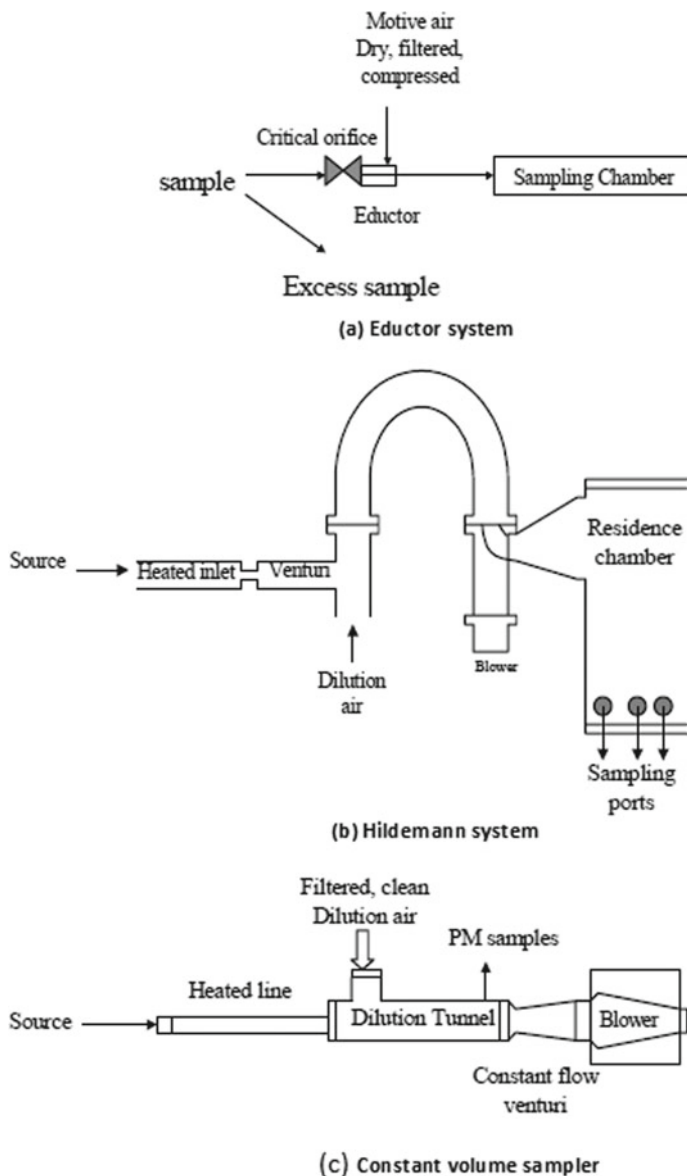 Motive air
Dry, filtered,
compressed
Critical orifice
sample
Sampling Chamber
Eductor
Excess sample
(a) Eductor system
Residence
chamber
Source
Heated inlet
Venturi
Blower
Dilution
air
Sampling
ports
(b) Hildemann system
Filtered, clean
Dilution air
PM samples
Heated line
Source
Dilution Tunnel
Blower
Constant flow
venturi
(c) Constant volume sampler